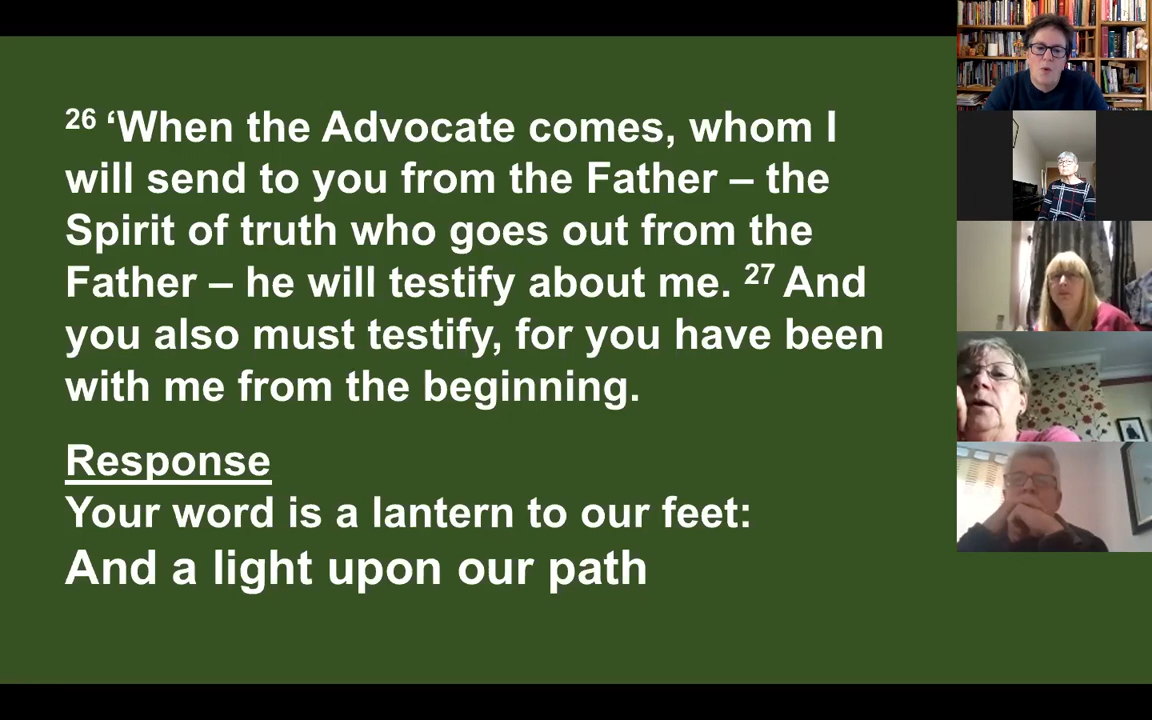 26 ‘When the Advocate comes, whom I
will send to you from the Father – the
Spirit of truth who goes out from the
Father – he will testify about me. 27 And
you also must testify, for you have been
with me from the beginning.
Response
Your word is a lantern to our feet:
And a light upon our path